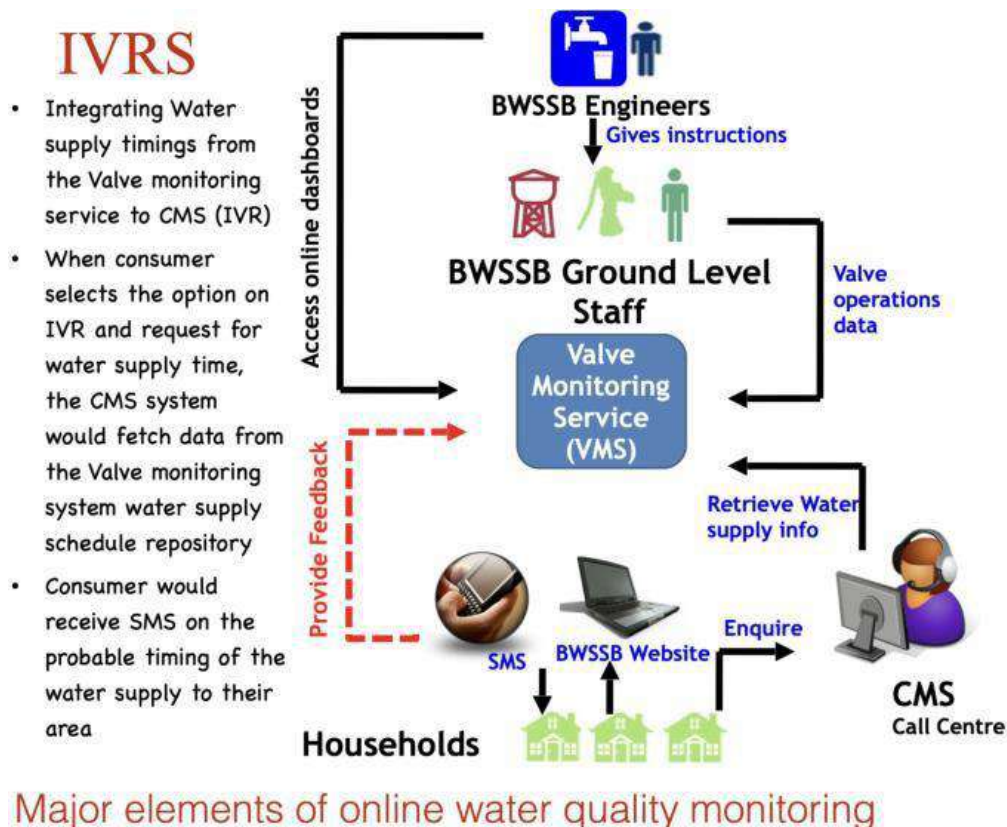 IVRS
• Integrating Water
supply timings from
the Valve monitoring
service to CMS (IVR)
• When consumer
selects the option on
IVR and request for
water supply time,
the CMS system
would fetch data from
the Valve monitoring
system water supply
schedule repository
• Consumer would
receive SMS on the
probable timing of the
water supply to their
area
Access online dashboards
BWSSB Engineers
Gives instructions
BWSSB Ground Level
Staff
Valve
operations
data
Valve
Monitoring
Service
(VMS)
Provide Feedback
Retrieve Water
supply info
SMS
BWSSB Website
Enquire
CMS
Call Centre
Households
Major elements of online water quality monitoring